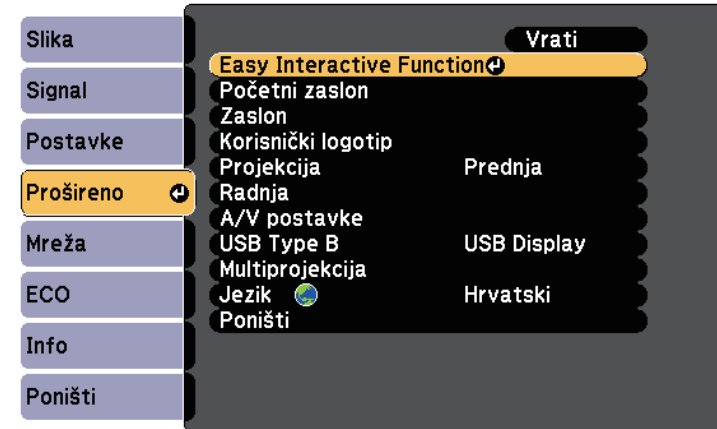 Slika
Signal
Postavke
Prošireno
Mreža
ECO
Info
Poništi
Vrati
Easy Interactive Function
Početni zaslon
Zaslon
Korisnički logotip
Projekcija Prednja
Radnja
A/V postavke
USB Type B USB Display
Multiprojekcija
Jezik Hrvatski
Poništi